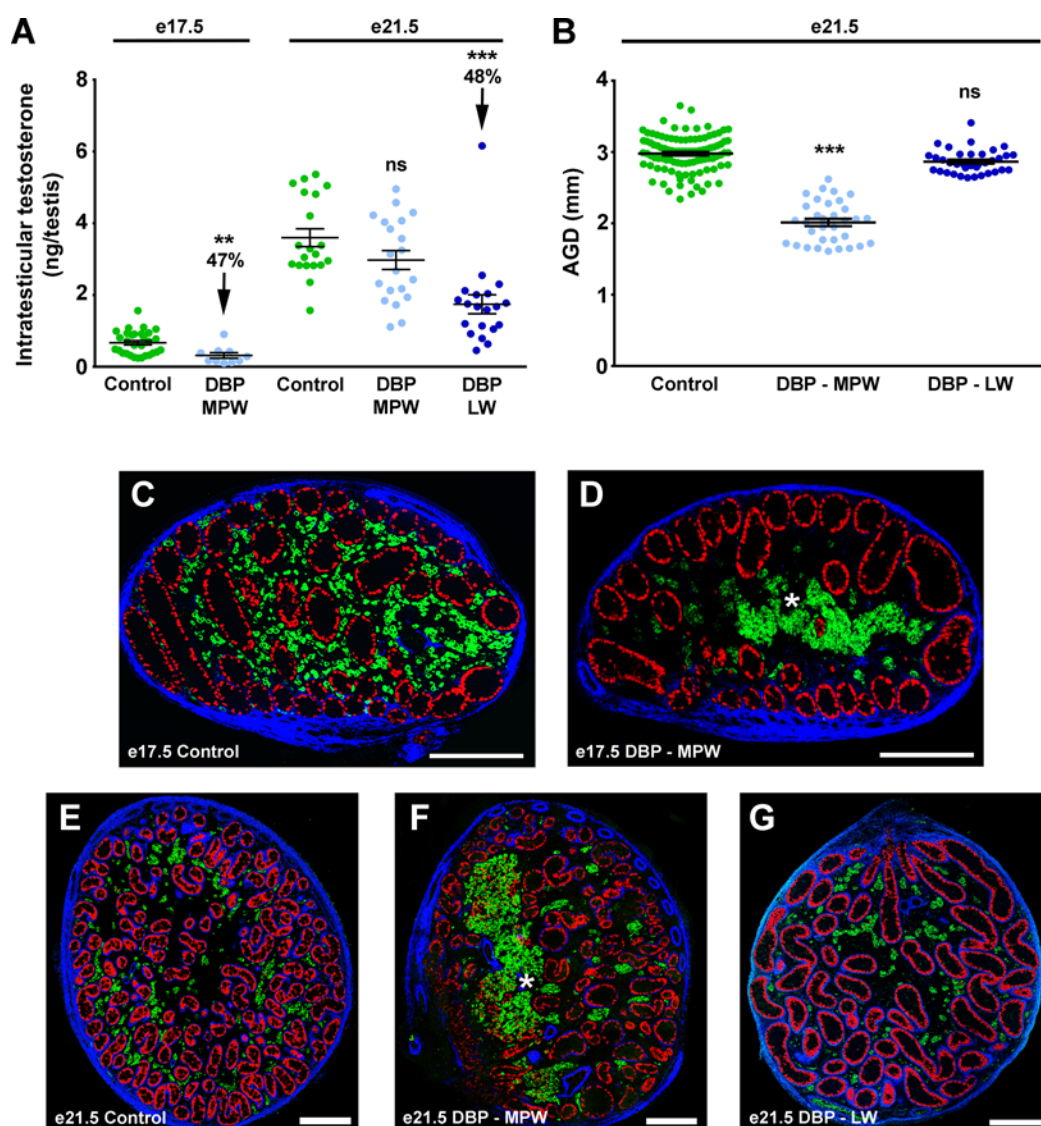 A
e17.5
e21.5
B
e21.5
***
48%
**
47%
ns
***
ns
Intratesticular testosterone
(ng/testis)
8
6
4
2
0
Control
DBP
MPW
Control
DBP
MPW
DBP
LW
AGD (mm)
4
3
2
1
0
Control
DBP - MPW
DBP - LW
C
e17.5 Control
D
*
e17.5 DBP - MPW
E
e21.5 Control
F
*
e21.5 DBP - MPW
G
e21.5 DBP - LW